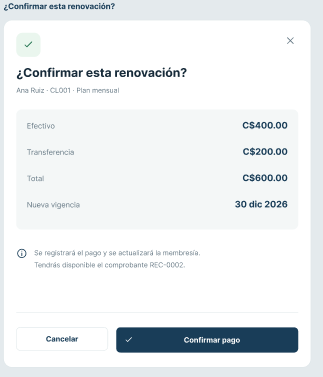 ¿Confirmar esta renovación?
¿Confirmar esta renovación?
Ana Ruiz · CL001 · Plan mensual
Efectivo C$400.00
Transferencia C$200.00
Total C$600.00
Nueva vigencia 30 dic 2026
Se registrará el pago y se actualizará la membresía.
Tendrás disponible el comprobante REC-0002.
Cancelar Confirmar pago